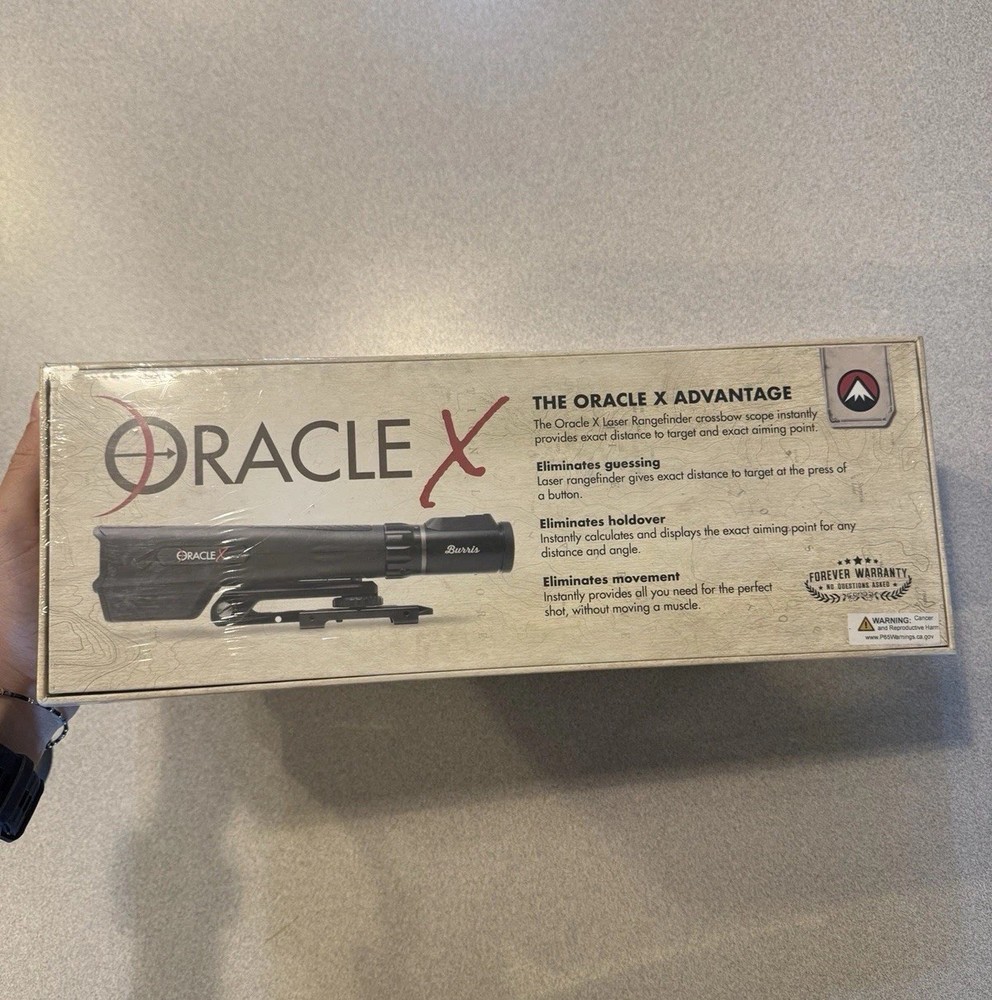 ORACLE X
THE ORACLE X ADVANTAGE
The Oracle X Laser Rangefinder crossbow scope instantly
provides exact distance to target and exact aiming point.
Eliminates guessing
Laser rangefinder gives exact distance to target at the press of
a button.
Eliminates holdover
Instantly calculates and displays the exact aiming point for any
distance and angle.
Eliminates movement
Instantly provides all you need for the perfect
shot, without moving a muscle.
ORACLE X
Burris
FOREVER WARRANTY
NO QUESTIONS ASKED
WARNING: Cancer
and Reproductive Harm
www.P65Warnings.ca.gov